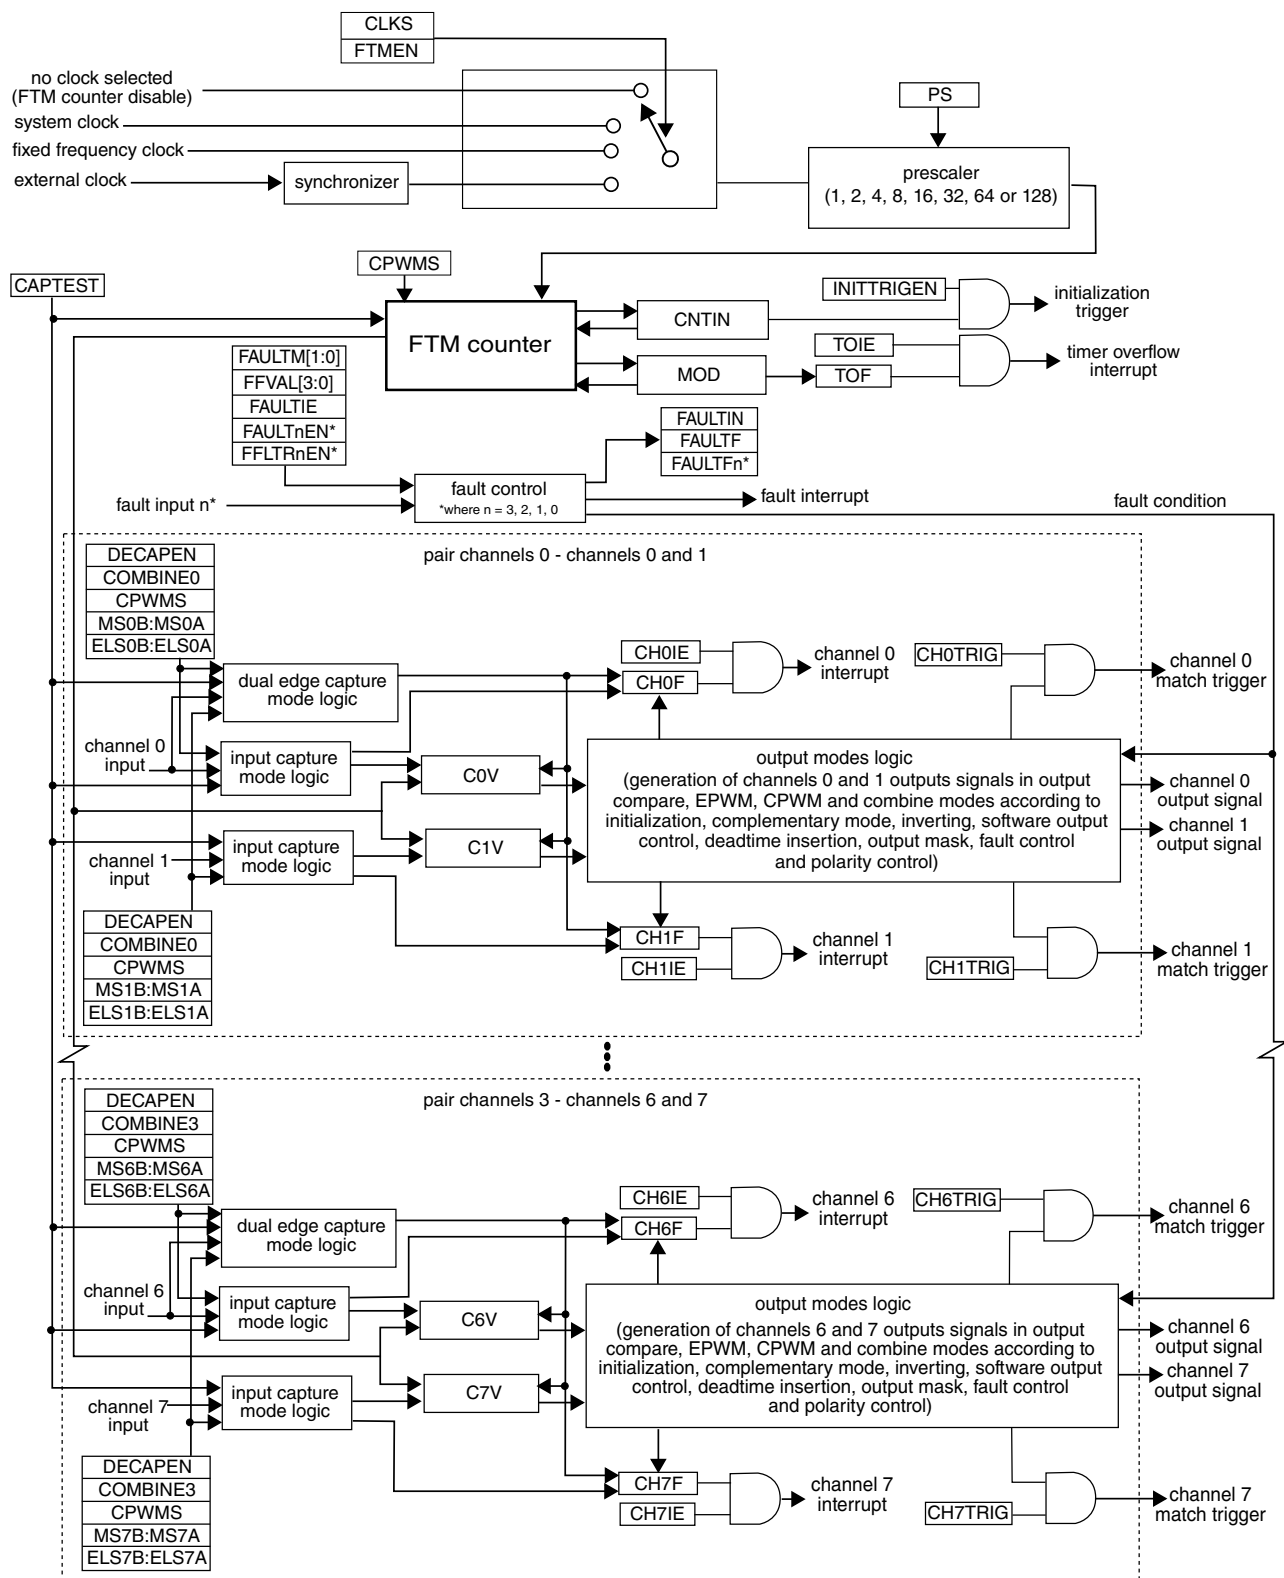 CLKS
FTMEN
no clock selected
(FTM counter disable)
system clock
fixed frequency clock
external clock
synchronizer
PS
prescaler
(1, 2, 4, 8, 16, 32, 64 or 128)
CPWMS
CAPTEST
FTM counter
CNTIN
MOD
INITTRIGEN
initialization
trigger
TOIE
TOF
timer overflow
interrupt
FAULTM[1:0]
FFVAL[3:0]
FAULTIE
FAULTnEN*
FFLTRnEN*
FAULTIN
FAULTF
FAULTFn*
fault input n*
fault control
*where n = 3, 2, 1, 0
fault interrupt
fault condition
pair channels 0 - channels 0 and 1
DECAPEN
COMBINE0
CPWMS
MS0B:MS0A
ELS0B:ELS0A
dual edge capture
mode logic
CH0IE
CH0F
channel 0
interrupt
CH0TRIG
channel 0
match trigger
channel 0
input
input capture
mode logic
C0V
output modes logic
(generation of channels 0 and 1 outputs signals in output
compare, EPWM, CPWM and combine modes according to
initialization, complementary mode, inverting, software output
control, deadtime insertion, output mask, fault control
and polarity control)
channel 0
output signal
channel 1
output signal
channel 1
input
input capture
mode logic
C1V
DECAPEN
COMBINE0
CPWMS
MS1B:MS1A
ELS1B:ELS1A
CH1F
CH1IE
channel 1
interrupt
CH1TRIG
channel 1
match trigger
pair channels 3 - channels 6 and 7
DECAPEN
COMBINE3
CPWMS
MS6B:MS6A
ELS6B:ELS6A
dual edge capture
mode logic
CH6IE
CH6F
channel 6
interrupt
CH6TRIG
channel 6
match trigger
channel 6
input
input capture
mode logic
C6V
output modes logic
(generation of channels 6 and 7 outputs signals in output
compare, EPWM, CPWM and combine modes according to
initialization, complementary mode, inverting, software output
control, deadtime insertion, output mask, fault control
and polarity control)
channel 6
output signal
channel 7
output signal
channel 7
input
input capture
mode logic
C7V
DECAPEN
COMBINE3
CPWMS
MS7B:MS7A
ELS7B:ELS7A
CH7F
CH7IE
channel 7
interrupt
CH7TRIG
channel 7
match trigger